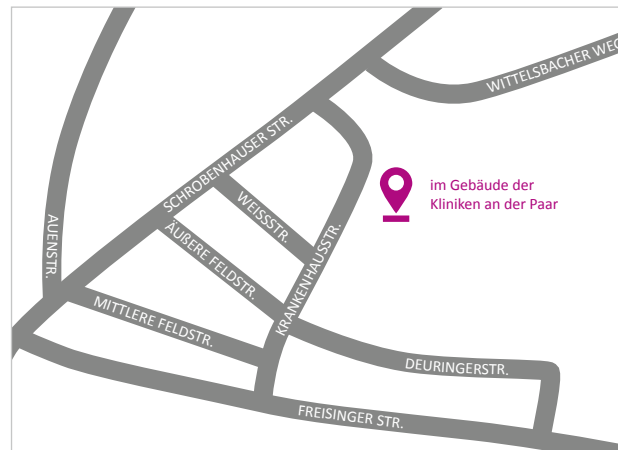 WITTELSBACHER WEG
SCHROBENHAUSER STR.
im Gebäude der
Kliniken an der Paar
WEISSSTR.
AUENSTR.
ÄUßERE FELDSTR.
KRANKENHAUSSTR.
MITTLERE FELDSTR.
DEURINGERSTR.
FREISINGER STR.